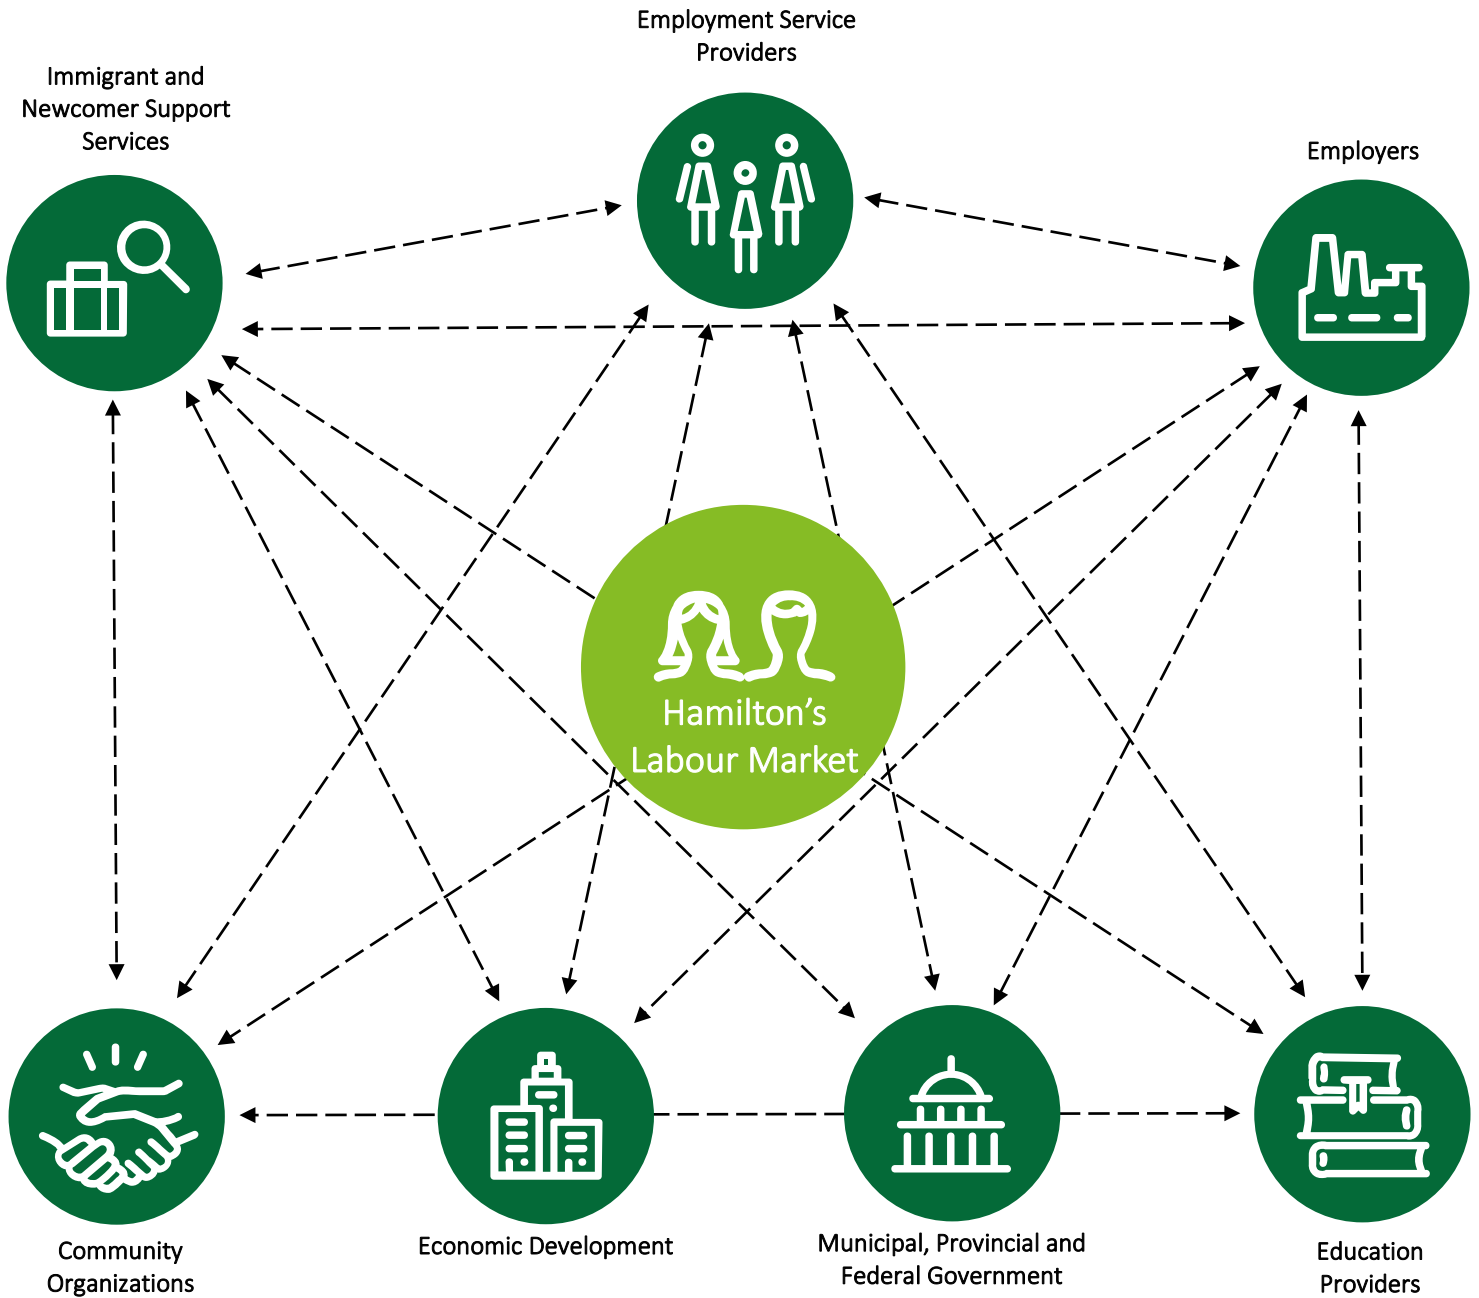 Employment Service
Providers
Immigrant and
Newcomer Support
Services
Employers
Hamilton’s
Labour Market
Community
Organizations
Economic Development
Municipal, Provincial and
Federal Government
Education
Providers